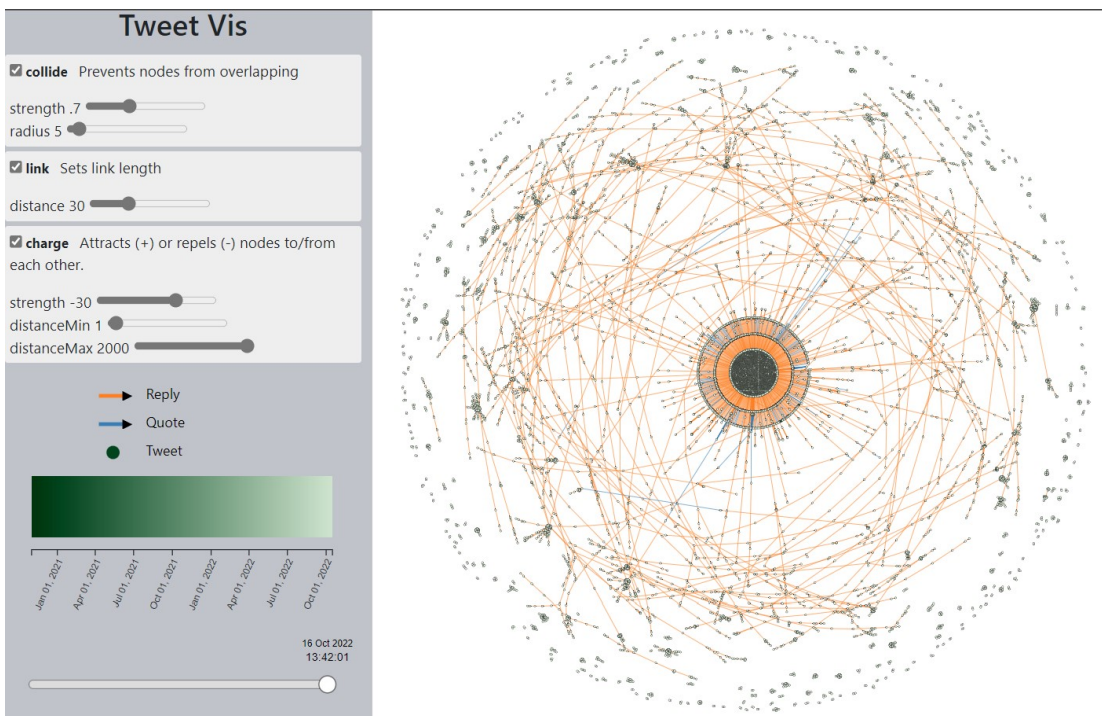 Tweet Vis
collide Prevents nodes from overlapping
strength .7
radius 5
link Sets link length
distance 30
charge Attracts (+) or repels (-) nodes to/from
each other.
strength -30
distanceMin 1
distanceMax 2000
Reply
Quote
Tweet
Jan 01, 2021
Apr 01, 2021
Jul 01, 2021
Oct 01, 2021
Jan 01, 2022
Apr 01, 2022
Jul 01, 2022
Oct 01, 2022
16 Oct 2022
13:42:01